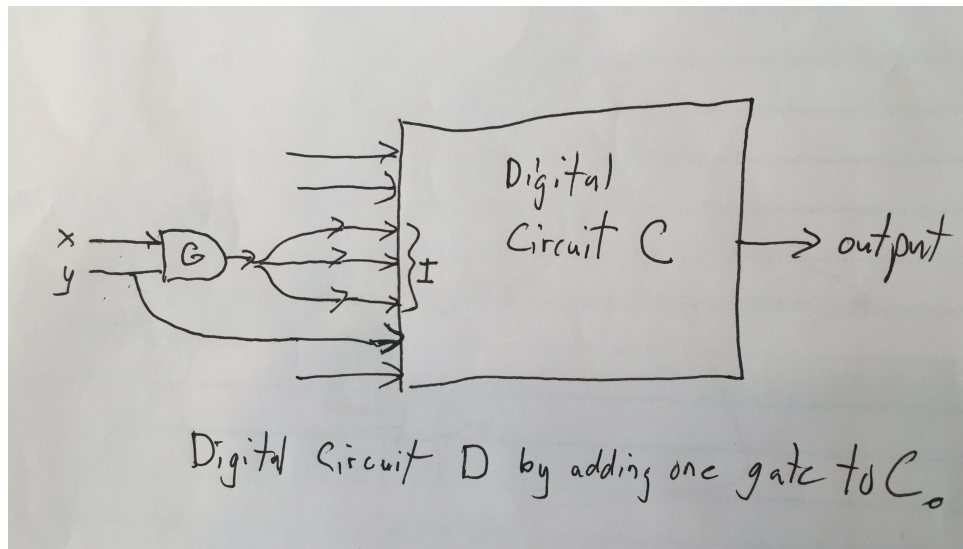 Digital
Circuit C
output
x
G
y
I
Digital Circuit D by adding one gate to C.